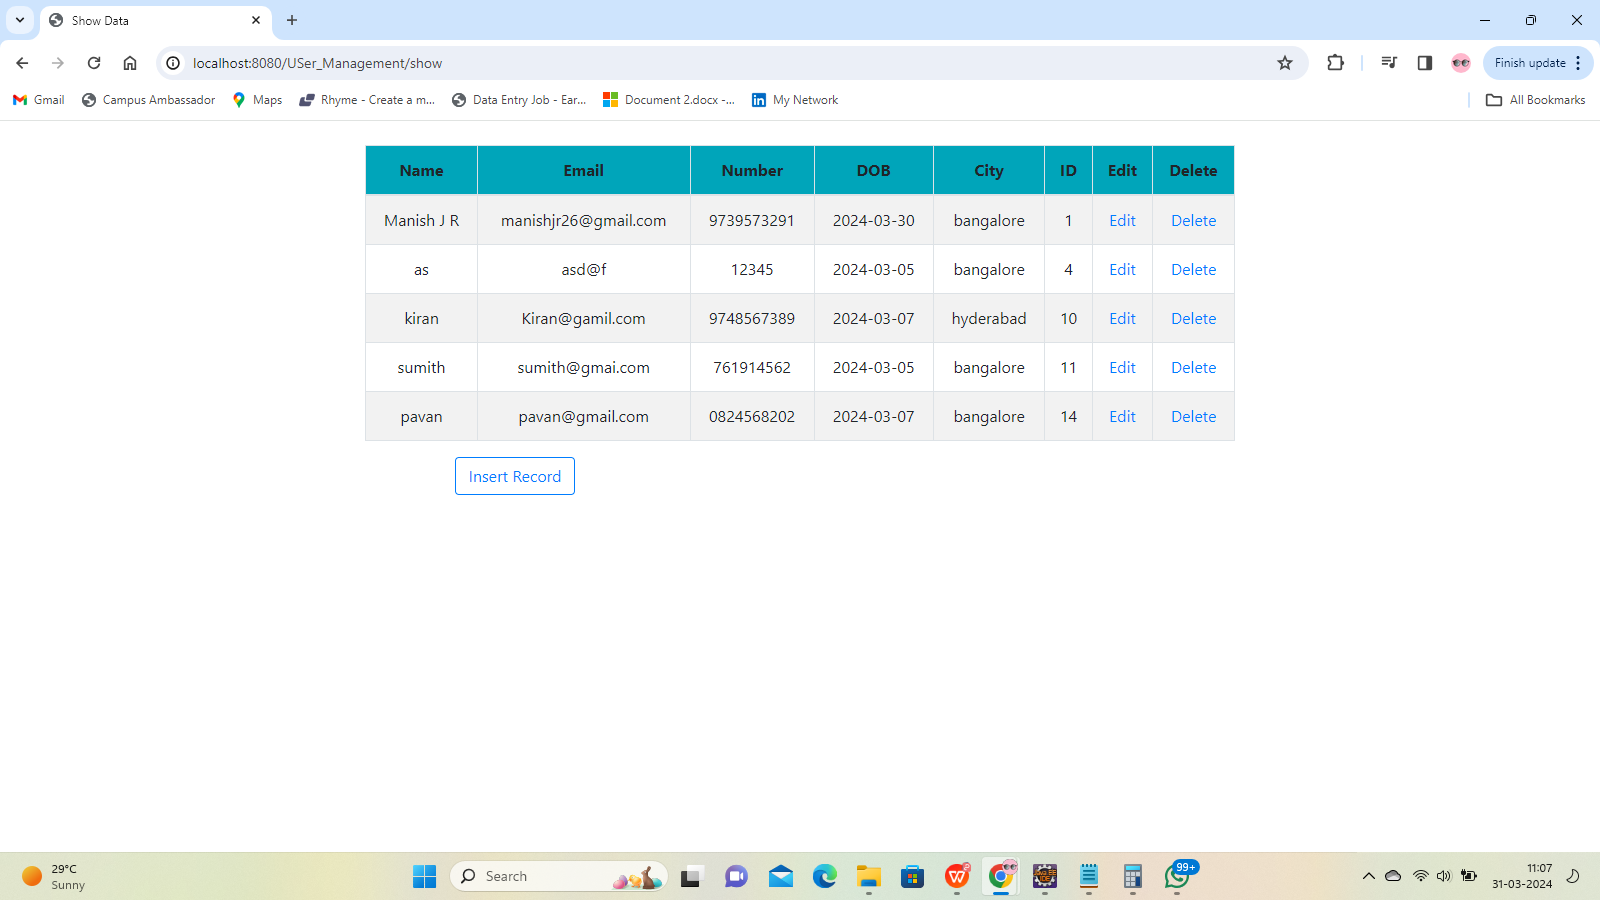 Show Data
localhost:8080/USer_Management/show
Finish update
Gmail Campus Ambassador Maps Rhyme - Create a m... Data Entry Job - Ear... Document 2.docx -... My Network All Bookmarks
Name Email Number DOB City ID Edit Delete
Manish J R manishjr26@gmail.com 9739573291 2024-03-30 bangalore 1 Edit Delete
as asd@f 12345 2024-03-05 bangalore 4 Edit Delete
kiran Kiran@gamil.com 9748567389 2024-03-07 hyderabad 10 Edit Delete
sumith sumith@gmai.com 761914562 2024-03-05 bangalore 11 Edit Delete
pavan pavan@gmail.com 0824568202 2024-03-07 bangalore 14 Edit Delete
Insert Record
29°C
Sunny
Search
99+
11:07
31-03-2024